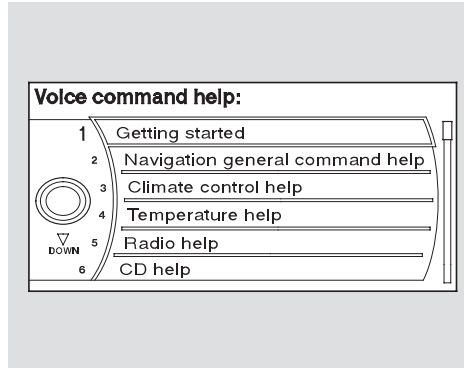 Voice command help:
1 Getting started
2 Navigation general command help
3 Climate control help
4 Temperature help
DOWN
5 Radio help
6 CD help